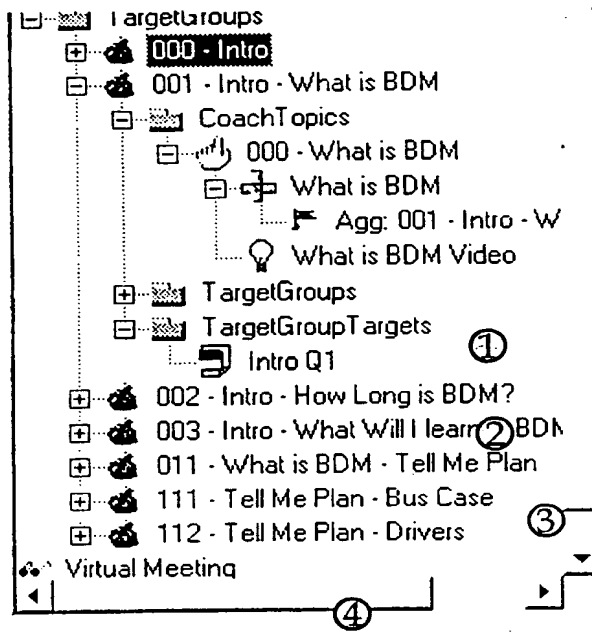 TargetGroups
000 - Intro
001 - Intro - What is BDM
CoachTopics
000 - What is BDM
What is BDM
Agg: 001 - Intro - W
What is BDM Video
TargetGroups
TargetGroupTargets
1
Intro Q1
002 - Intro - How Long is BDM?
003 - Intro - What Will I learn 2 BDM
011 - What is BDM - Tell Me Plan
111 - Tell Me Plan - Bus Case
3
112 - Tell Me Plan - Drivers
Virtual Meeting
4